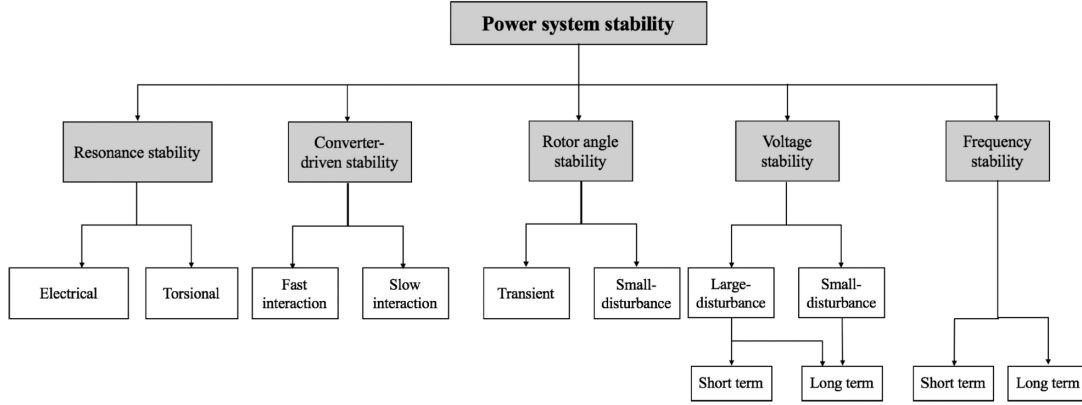 Power system stability
Resonance stability
Converter-
driven stability
Rotor angle
stability
Voltage
stability
Frequency
stability
Electrical
Torsional
Fast
interaction
Slow
interaction
Transient
Small-
disturbance
Large-
disturbance
Small-
disturbance
Short term
Long term
Short term
Long term